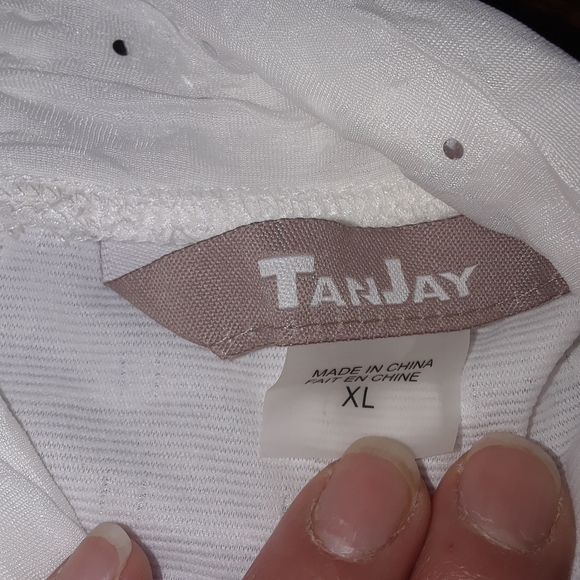 TANJAY
MADE IN CHINA
FAIT EN CHINE
XL